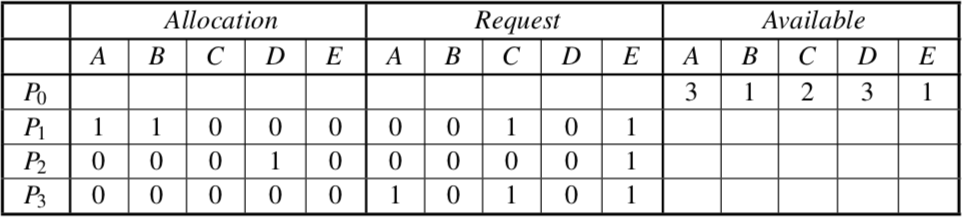 Allocation Request Available
A B C D E A B C D E A B C D E
P0 3 1 2 3 1
P1 1 1 0 0 0 0 0 1 0 1
P2 0 0 0 1 0 0 0 0 0 1
P3 0 0 0 0 0 1 0 1 0 1